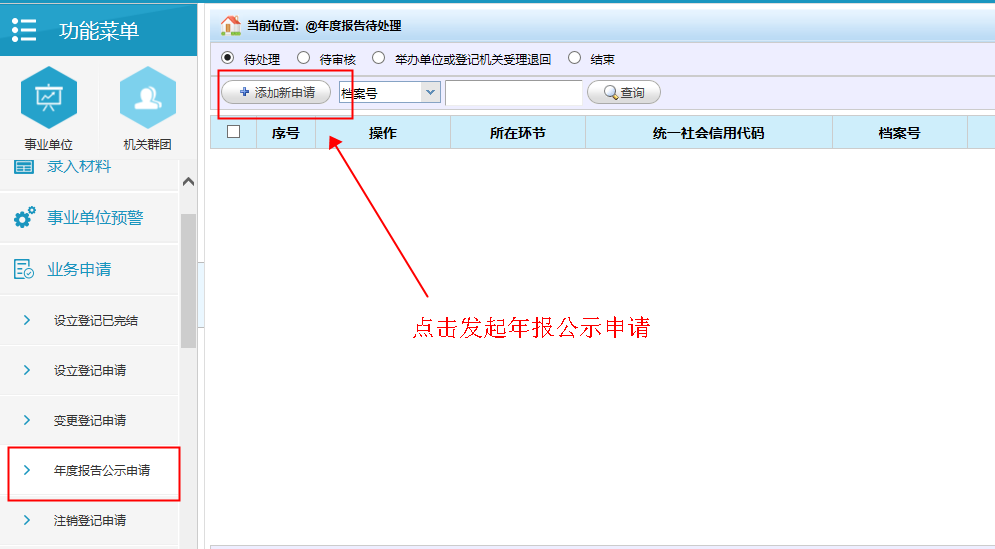 功能菜单
事业单位 机关群团
录入材料
事业单位预警
业务申请
设立登记已完结
设立登记申请
变更登记申请
年度报告公示申请
注销登记申请
当前位置：@年度报告待处理
待处理 待审核 举办单位或登记机关受理退回 结束
添加新申请 档案号 查询
序号 操作 所在环节 统一社会信用代码 档案号
点击发起年报公示申请